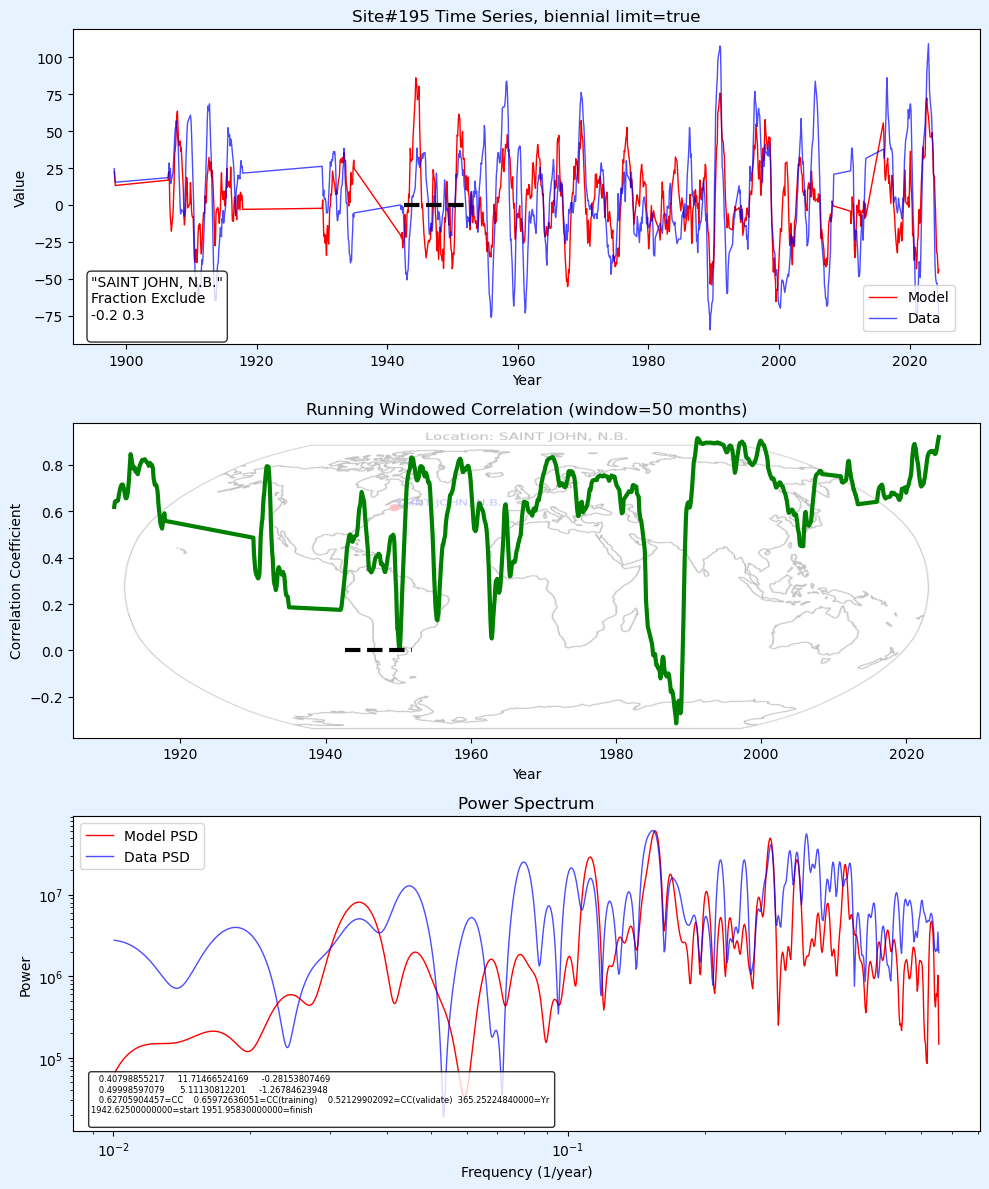 Site#195 Time Series, biennial limit=true
100
75
50
25
0
−25
−50
−75
Value
"SAINT JOHN, N.B."
Fraction Exclude
-0.2 0.3
Model
Data
1900
1920
1940
1960
1980
2000
2020
Year
Running Windowed Correlation (window=50 months)
Location: SAINT JOHN, N.B.
0.8
0.6
0.4
0.2
0.0
−0.2
Correlation Coefficient
1920
1940
1960
1980
2000
2020
Year
Power Spectrum
Model PSD
Data PSD
10^7
10^6
10^5
Power
0.40798855217 11.71466524169 -0.28153807469
0.49998597079 5.11130812201 -1.26784623948
0.62705904457=CC 0.65972636051=CC(training) 0.52129902092=CC(validate) 365.25224840000=Yr
1942.62500000000=start 1951.95830000000=finish
10^−2
10^−1
Frequency (1/year)